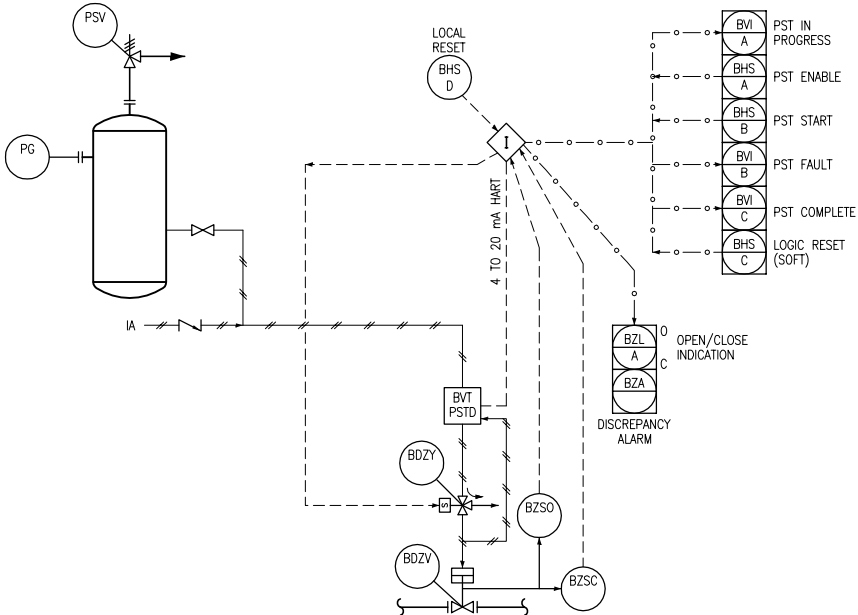 PSV
PG
LOCAL
RESET
BHS
D
I
BVI
A
PST IN
PROGRESS
BHS
A
PST ENABLE
BHS
B
PST START
BVI
B
PST FAULT
BVI
C
PST COMPLETE
BHS
C
LOGIC RESET
(SOFT)
4 TO 20 mA HART
IA
BZL
A
O
C
OPEN/CLOSE
INDICATION
BZA
DISCREPANCY
ALARM
BVT
PSTD
BDZY
S
BZSO
BDZV
BZSC